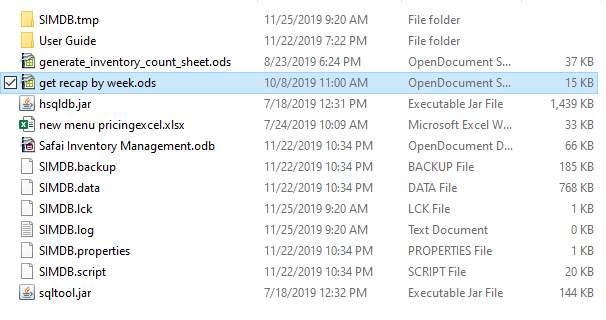 SIMDB.tmp 11/25/2019 9:20 AM File folder
User Guide 11/22/2019 7:22 PM File folder
generate_inventory_count_sheet.ods 8/23/2019 6:24 PM OpenDocument S... 37 KB
get recap by week.ods 10/8/2019 11:00 AM OpenDocument S... 15 KB
hsqldb.jar 7/18/2019 12:31 PM Executable Jar File 1,439 KB
new menu pricingexcel.xlsx 7/24/2019 10:09 AM Microsoft Excel W... 33 KB
Safai Inventory Management.odb 11/22/2019 10:34 PM OpenDocument D... 66 KB
SIMDB.backup 11/22/2019 10:34 PM BACKUP File 185 KB
SIMDB.data 11/22/2019 10:34 PM DATA File 768 KB
SIMDB.lck 11/25/2019 9:20 AM LCK File 1 KB
SIMDB.log 11/25/2019 9:20 AM Text Document 0 KB
SIMDB.properties 11/22/2019 10:34 PM PROPERTIES File 1 KB
SIMDB.script 11/22/2019 10:34 PM SCRIPT File 20 KB
sqltool.jar 7/18/2019 12:32 PM Executable Jar File 144 KB